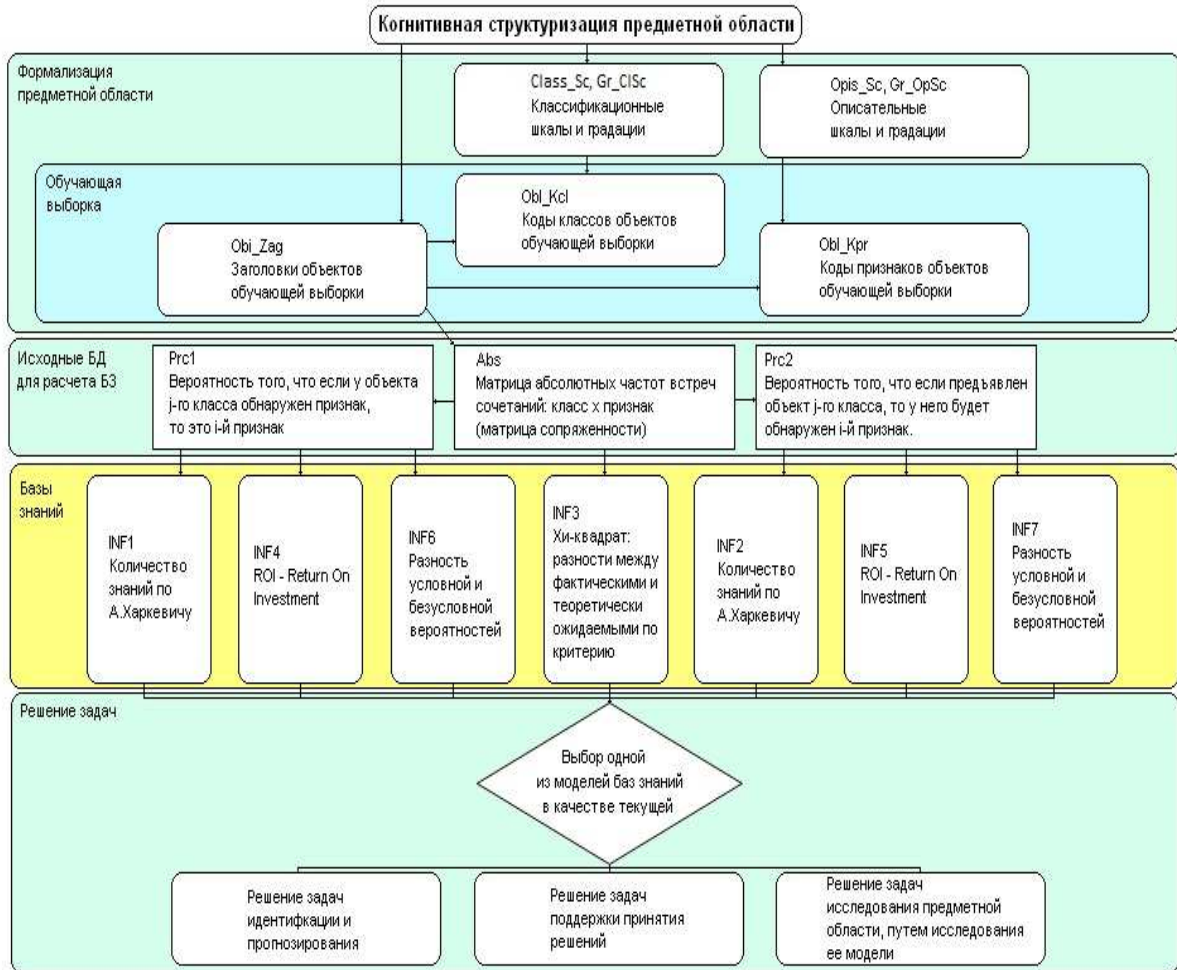 Когнитивная структуризация предметной области
Формализация
предметной области
Class_Sc, Gr_ClSc
Классификационные
шкалы и градации
Opis_Sc, Gr_OpSc
Описательные
шкалы и градации
Обучающая
выборка
Obl_Kcl
Коды классов объектов
обучающей выборки
Obi_Zag
Заголовки объектов
обучающей выборки
Obl_Kpr
Коды признаков объектов
обучающей выборки
Исходные БД
для расчета БЗ
Prc1
Вероятность того, что если у объекта
j-го класса обнаружен признак,
то это i-й признак
Abs
Матрица абсолютных частот встреч
сочетаний: класс x признак
(матрица сопряженности)
Prc2
Вероятность того, что если предъявлен
объект j-го класса, то у него будет
обнаружен i-й признак.
Базы
знаний
INF1
Количество
знаний по
А.Харкевичу
INF4
ROI - Return On
Investment
INF6
Разность
условной и
безусловной
вероятностей
INF3
Хи-квадрат:
разности между
фактическими и
теоретически
ожидаемыми по
критерию
INF2
Количество
знаний по
А.Харкевичу
INF5
ROI - Return On
Investment
INF7
Разность
условной и
безусловной
вероятностей
Решение задач
Выбор одной
из моделей баз знаний
в качестве текущей
Решение задач
идентифкации и
прогнозирования
Решение задач
поддержки принятия
решений
Решение задач
исследования предметной
области, путем исследования
ее модели